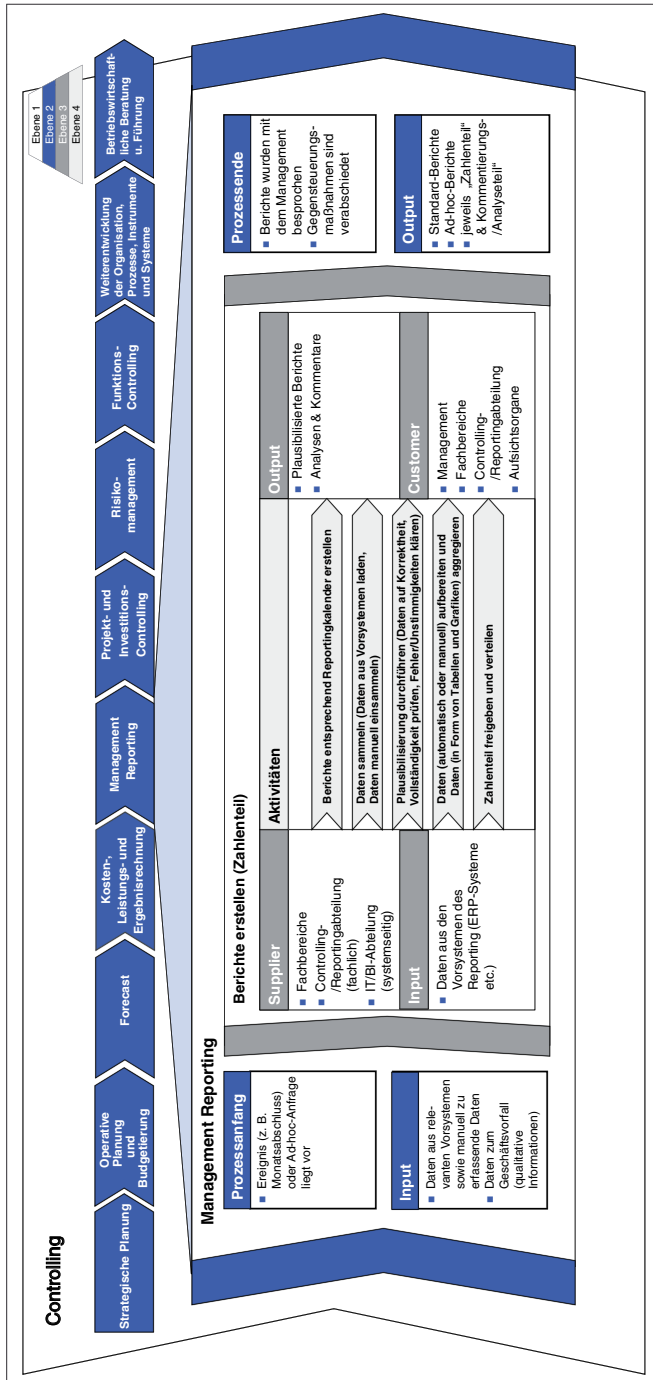 Controlling
Ebene 1
Ebene 2
Ebene 3
Ebene 4
Strategische Planung
Operative
Planung
und
Budgetierung
Forecast
Kosten-,
Leistungs- und
Ergebnisrechnung
Management
Reporting
Projekt- und
Investitions-
Controlling
Risiko-
management
Funktions-
Controlling
Weiterentwicklung
der Organisation,
Prozesse, Instrumente
und Systeme
Betriebswirtschaft-
liche Beratung
u. Führung
Management Reporting
Prozessanfang
Ereignis (z. B.
Monatsabschluss)
oder Ad-hoc-Anfrage
liegt vor
Input
Daten aus rele-
vanten Vorsystemen
sowie manuell zu
erfassende Daten
Daten zum
Geschäftsvorfall
(qualitative
Informationen)
Berichte erstellen (Zahlenteil)
Supplier
Fachbereiche
Controlling-
/Reportingabteilung
(fachlich)
IT/BI-Abteilung
(systemseitig)
Input
Daten aus den
Vorsystemen des
Reporting (ERP-Systeme
etc.)
Aktivitäten
Berichte entsprechend Reportingkalender erstellen
Daten sammeln (Daten aus Vorsystemen laden,
Daten manuell einsammeln)
Plausibilisierung durchführen (Daten auf Korrektheit,
Vollständigkeit prüfen, Fehler/Unstimmigkeiten klären)
Daten (automatisch oder manuell) aufbereiten und
Daten (in Form von Tabellen und Grafiken) aggregieren
Zahlenteil freigeben und verteilen
Output
Plausibilisierte Berichte
Analysen & Kommentare
Customer
Management
Fachbereiche
Controlling-
/Reportingabteilung
Aufsichtsorgane
Prozessende
Berichte wurden mit
dem Management
besprochen
Gegensteuerungs-
maßnahmen sind
verabschiedet
Output
Standard-Berichte
Ad-hoc-Berichte
jeweils „Zahlenteil“
& Kommentierungs-
/Analyseteil“